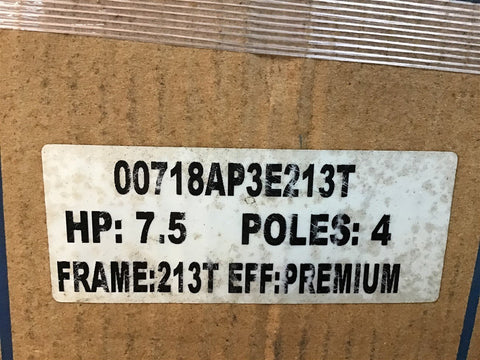 00718AP3E213T
HP: 7.5 POLES: 4
FRAME:213T EFF:PREMIUM